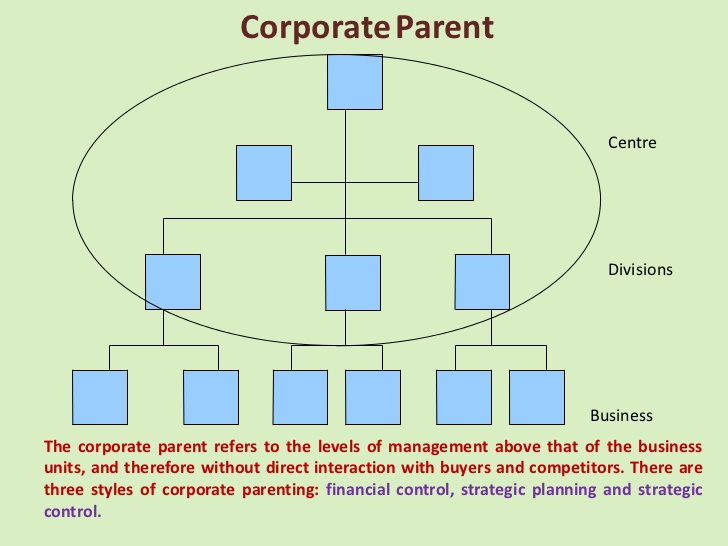 Corporate Parent
Centre
Divisions
Business
The corporate parent refers to the levels of management above that of the business
units, and therefore without direct interaction with buyers and competitors. There are
three styles of corporate parenting: financial control, strategic planning and strategic
control.